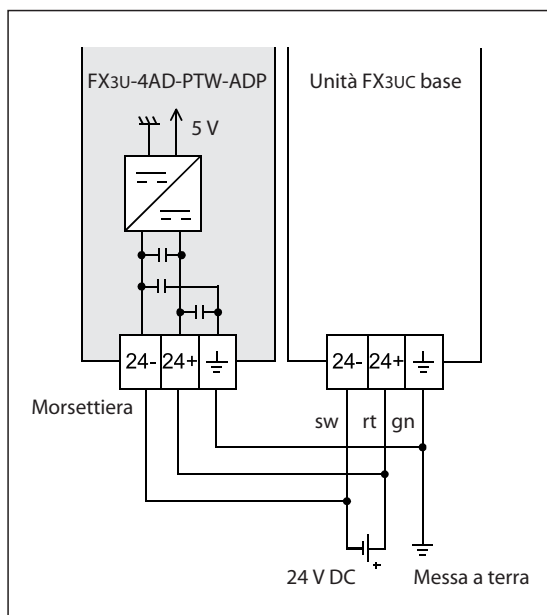 FX3U-4AD-PTW-ADP
Unità FX3UC base
5 V
24- 24+
24- 24+
Morsettiera
sw rt gn
24 V DC
+
Messa a terra